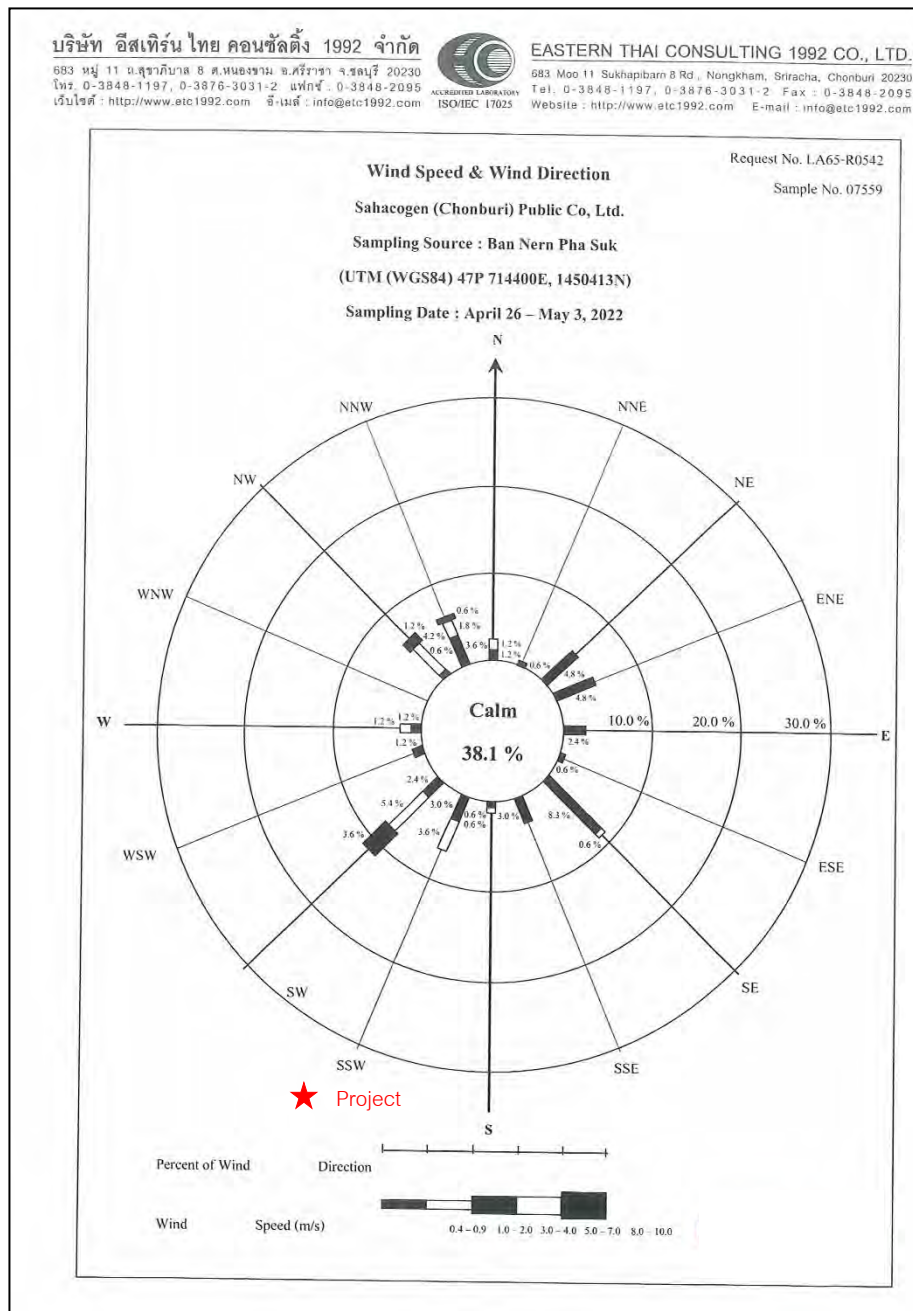 บริษัท อีสเทิร์น ไทย คอนซัลติ้ง 1992 จำกัด
683 หมู่ 11 ถ.สุขาภิบาล 8 ต.หนองขาม อ.ศรีราชา จ.ชลบุรี 20230
โทร. 0-3848-1197, 0-3876-3031-2 แฟกซ์ : 0-3848-2095
เว็บไซต์ : http://www.etc1992.com อี-เมล์ : info@etc1992.com
ACCREDITED LABORATORY
ISO/IEC 17025
EASTERN THAI CONSULTING 1992 CO., LTD.
683 Moo 11 Sukhapibarn 8 Rd., Nongkham, Sriracha, Chonburi 20230
Tel. 0-3848-1197, 0-3876-3031-2 Fax : 0-3848-2095
Website : http://www.etc1992.com E-mail : info@etc1992.com
Request No. LA65-R0542
Sample No. 07559
Wind Speed & Wind Direction
Sahacogen (Chonburi) Public Co, Ltd.
Sampling Source : Ban Nern Pha Suk
(UTM (WGS84) 47P 714400E, 1450413N)
Sampling Date : April 26 – May 3, 2022
N
NNW
NNE
NW
NE
WNW
ENE
0.6 %
1.2 %
1.8 %
4.2 %
3.6 %
1.2 %
0.6 %
1.2 %
0.6 %
4.8 %
4.8 %
Calm
38.1 %
W
1.2 %
1.2 %
10.0 %
20.0 %
30.0 %
E
2.4 %
1.2 %
0.6 %
2.4 %
3.0 %
0.6 %
3.0 %
8.3 %
5.4 %
0.6 %
3.6 %
3.6 %
0.6 %
WSW
ESE
SW
SE
SSW
SSE
Project
S
Percent of Wind Direction
Wind Speed (m/s)
0.4 – 0.9 1.0 – 2.0 3.0 – 4.0 5.0 – 7.0 8.0 – 10.0